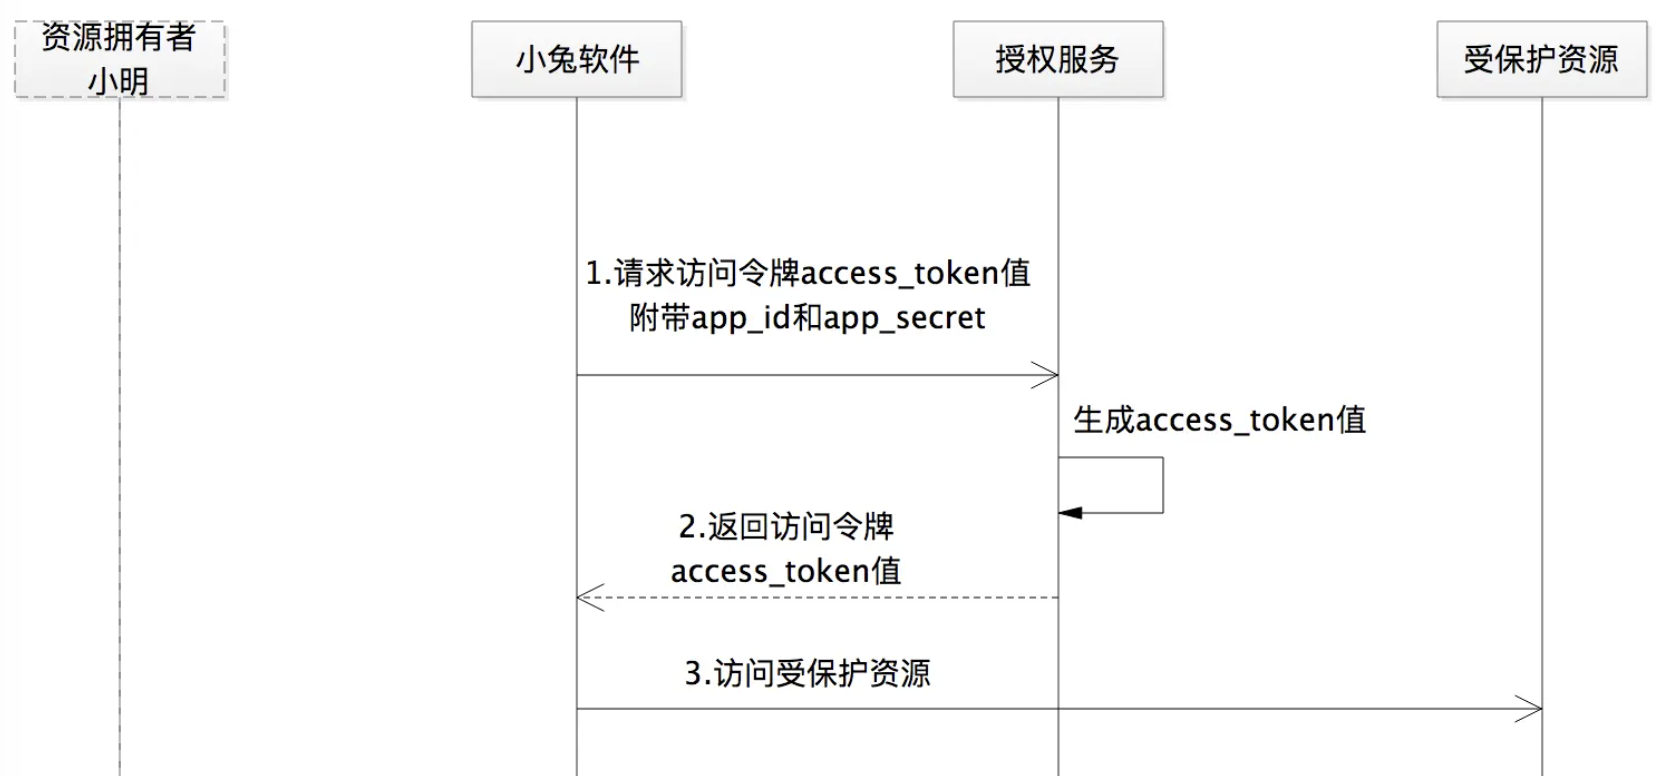 资源拥有者
小明
小兔软件
授权服务
受保护资源
1.请求访问令牌access_token值
附带app_id和app_secret
生成access_token值
2.返回访问令牌
access_token值
3.访问受保护资源